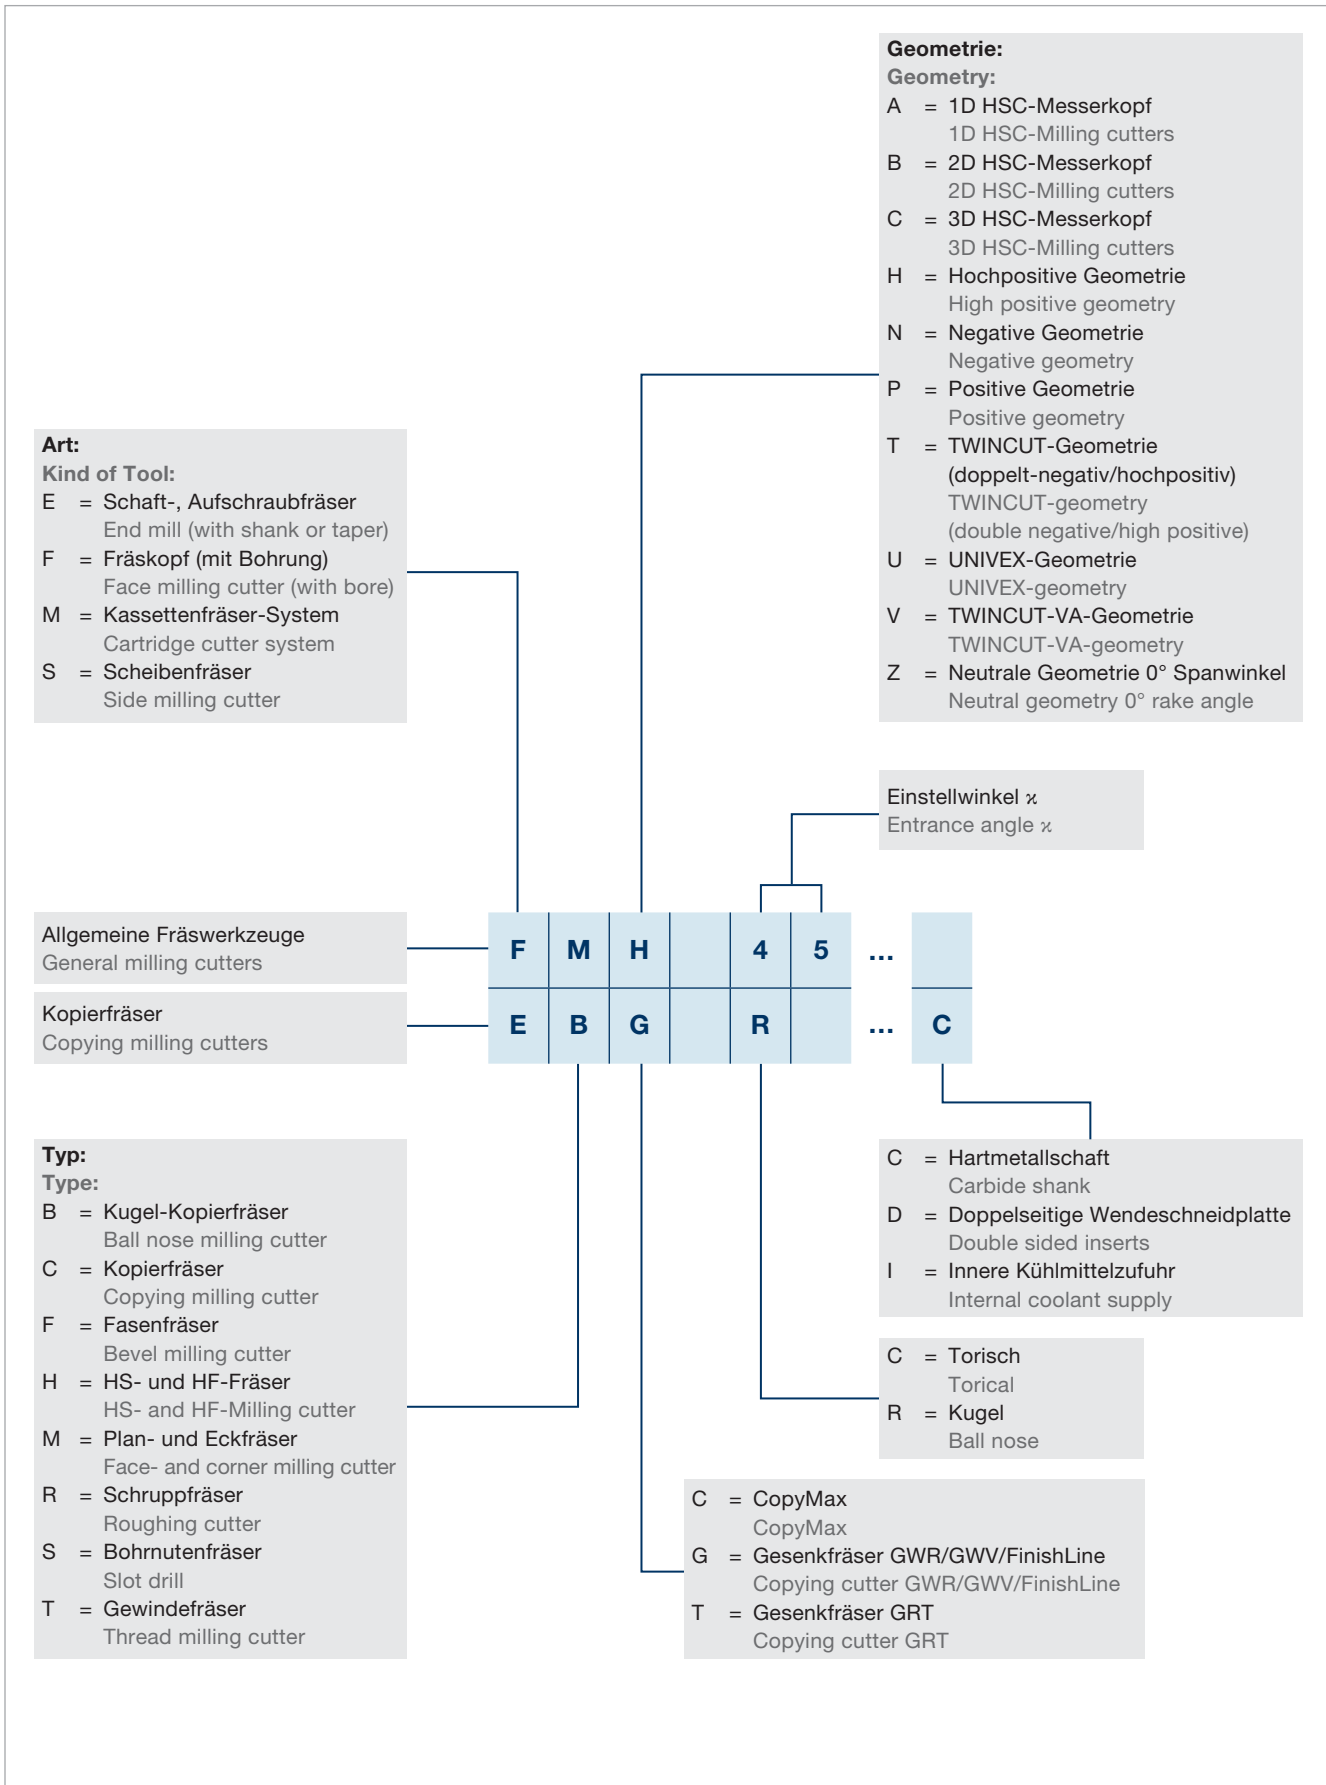 Geometrie:
Geometry:
A = 1D HSC-Messerkopf
1D HSC-Milling cutters
B = 2D HSC-Messerkopf
2D HSC-Milling cutters
C = 3D HSC-Messerkopf
3D HSC-Milling cutters
H = Hochpositive Geometrie
High positive geometry
N = Negative Geometrie
Negative geometry
P = Positive Geometrie
Positive geometry
T = TWINCUT-Geometrie
(doppelt-negativ/hochpositiv)
TWINCUT-geometry
(double negative/high positive)
U = UNIVEX-Geometrie
UNIVEX-geometry
V = TWINCUT-VA-Geometrie
TWINCUT-VA-geometry
Z = Neutrale Geometrie 0° Spanwinkel
Neutral geometry 0° rake angle
Art:
Kind of Tool:
E = Schaft-, Aufschraubfräser
End mill (with shank or taper)
F = Fräskopf (mit Bohrung)
Face milling cutter (with bore)
M = Kassettenfräser-System
Cartridge cutter system
S = Scheibenfräser
Side milling cutter
Einstellwinkel ϰ
Entrance angle ϰ
Allgemeine Fräswerkzeuge
General milling cutters
F M H 4 5 ...
Kopierfräser
Copying milling cutters
E B G R ... C
Typ:
Type:
B = Kugel-Kopierfräser
Ball nose milling cutter
C = Kopierfräser
Copying milling cutter
F = Fasenfräser
Bevel milling cutter
H = HS- und HF-Fräser
HS- and HF-Milling cutter
M = Plan- und Eckfräser
Face- and corner milling cutter
R = Schruppfräser
Roughing cutter
S = Bohrnutenfräser
Slot drill
T = Gewindefräser
Thread milling cutter
C = Hartmetallschaft
Carbide shank
D = Doppelseitige Wendeschneidplatte
Double sided inserts
I = Innere Kühlmittelzufuhr
Internal coolant supply
C = Torisch
Torical
R = Kugel
Ball nose
C = CopyMax
CopyMax
G = Gesenkfräser GWR/GWV/FinishLine
Copying cutter GWR/GWV/FinishLine
T = Gesenkfräser GRT
Copying cutter GRT